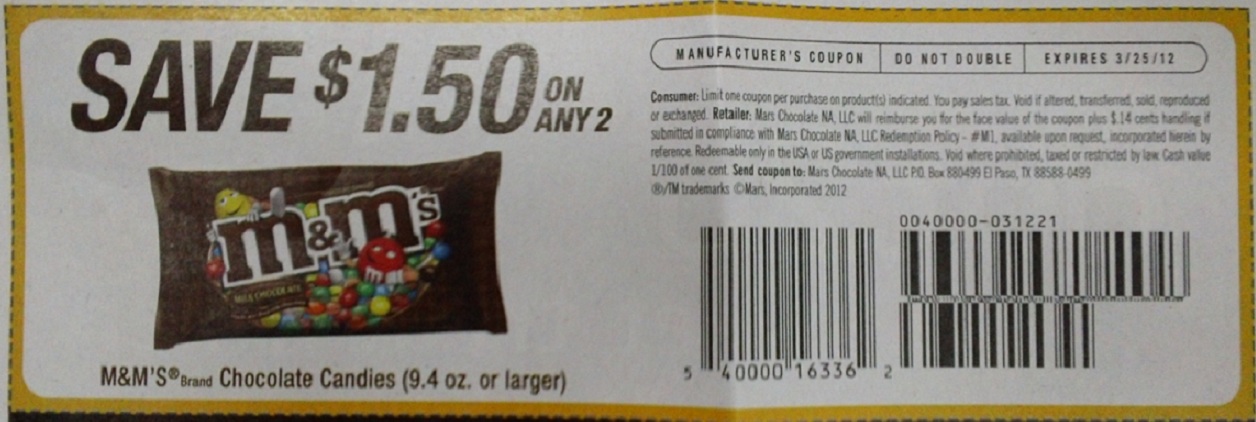 SAVE $1.50 ON
ANY 2
m&m's
MILK CHOCOLATE
M&M'S® Brand Chocolate Candies (9.4 oz. or larger)
MANUFACTURER'S COUPON DO NOT DOUBLE EXPIRES 3/25/12
Consumer: Limit one coupon per purchase on product(s) indicated. You pay sales tax. Void if altered, transferred, sold, reproduced
or exchanged. Retailer: Mars Chocolate NA, LLC will reimburse you for the face value of the coupon plus $.14 cents handling if
submitted in compliance with Mars Chocolate NA, LLC Redemption Policy - #M1, available upon request, incorporated herein by
reference. Redeemable only in the USA or US government installations. Void where prohibited, taxed or restricted by law. Cash value
1/100 of one cent. Send coupon to: Mars Chocolate NA, LLC P.O. Box 880499 El Paso, TX 88588-0499
®/TM trademarks ©Mars, Incorporated 2012
0040000-031221
5 40000 16336 2